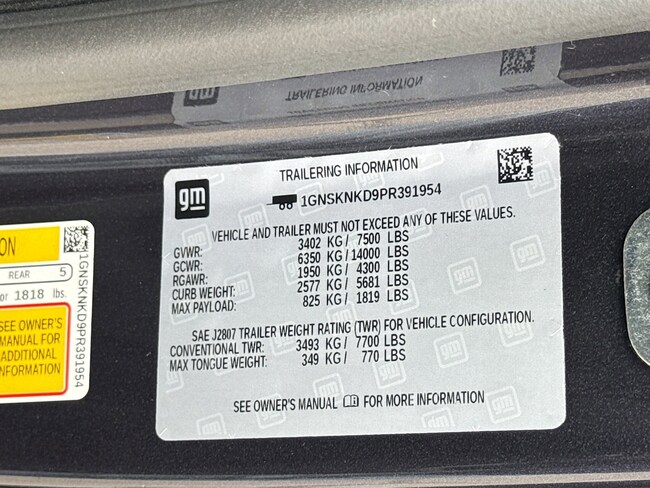 TRAILERING INFORMATION
gm
TRAILERING INFORMATION
1GNSKNKD9PR391954
VEHICLE AND TRAILER MUST NOT EXCEED ANY OF THESE VALUES.
GVWR: 3402 KG/ 7500 LBS
GCWR: 6350 KG/14000 LBS
RGAWR: 1950 KG/ 4300 LBS
CURB WEIGHT: 2577 KG/ 5681 LBS
MAX PAYLOAD: 825 KG/ 1819 LBS
SAE J2807 TRAILER WEIGHT RATING (TWR) FOR VEHICLE CONFIGURATION.
CONVENTIONAL TWR: 3493 KG/ 7700 LBS
MAX TONGUE WEIGHT: 349 KG/ 770 LBS
SEE OWNER'S MANUAL FOR MORE INFORMATION
ON
REAR 5
or 1818 lbs.
SEE OWNER'S
MANUAL FOR
ADDITIONAL
INFORMATION
1GNSKNKD9PR391954